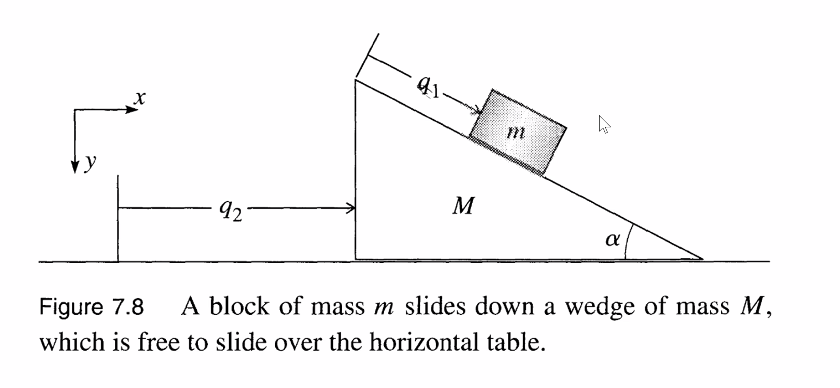 q₁
x
m
y
q₂
M
α
Figure 7.8 A block of mass m slides down a wedge of mass M,
which is free to slide over the horizontal table.